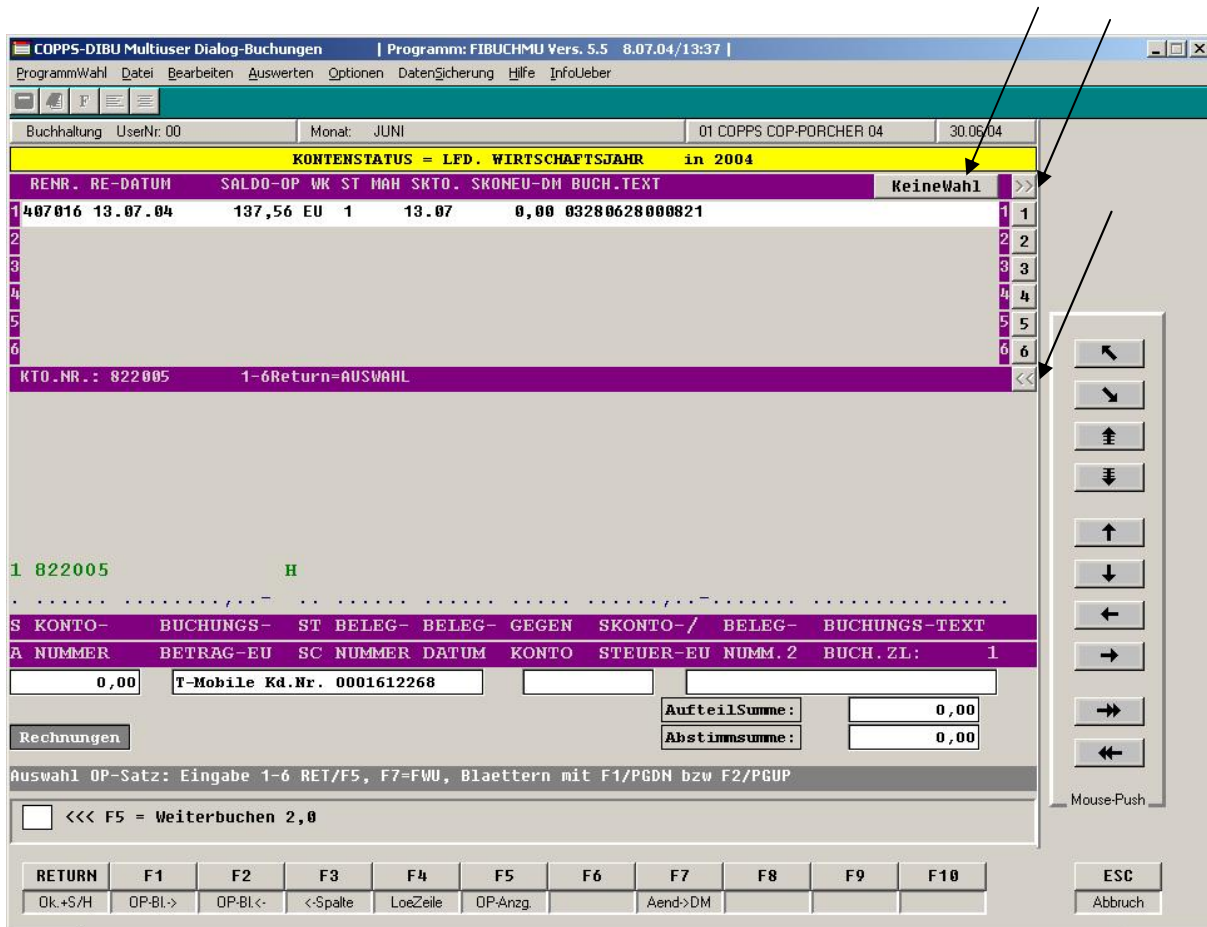 COPPS-DIBU Multiuser Dialog-Buchungen | Programm: FIBUCHMU Vers. 5.5 8.07.04/13:37 |
ProgrammWahl Datei Bearbeiten Auswerten Optionen DatenSicherung Hilfe InfoUeber
F
Buchhaltung UserNr: 00 Monat: JUNI 01 COPPS COP-PORCHER 04 30.06.04
KONTENSTATUS = LFD. WIRTSCHAFTSJAHR in 2004
RENR. RE-DATUM SALDO-OP WK ST MAH SKTO. SKONEU-DM BUCH.TEXT KeineWahl >>
1 407016 13.07.04 137,56 EU 1 13.07 0,00 03280628000821 1 1
2 2 2
3 3 3
4 4 4
5 5 5
6 6 6
KTO.NR.: 822005 1-6Return=AUSWAHL <<
1 822005 H
. ...... ........,..- .. ...... ...... ..... ......,..-....... .................
S KONTO- BUCHUNGS- ST BELEG- BELEG- GEGEN SKONTO-/ BELEG- BUCHUNGS-TEXT
A NUMMER BETRAG-EU SC NUMMER DATUM KONTO STEUER-EU NUMM.2 BUCH.ZL: 1
0,00 T-Mobile Kd.Nr. 0001612268
AufteilSumme: 0,00
Rechnungen Abstimmsumme: 0,00
Auswahl OP-Satz: Eingabe 1-6 RET/F5, F7=FWU, Blaettern mit F1/PGDN bzw F2/PGUP
Mouse-Push
<<< F5 = Weiterbuchen 2,0
RETURN F1 F2 F3 F4 F5 F6 F7 F8 F9 F10 ESC
Ok.+S/H OP-Bl.-> OP-Bl.<- <-Spalte LoeZeile OP-Anzg. Aend->DM Abbruch